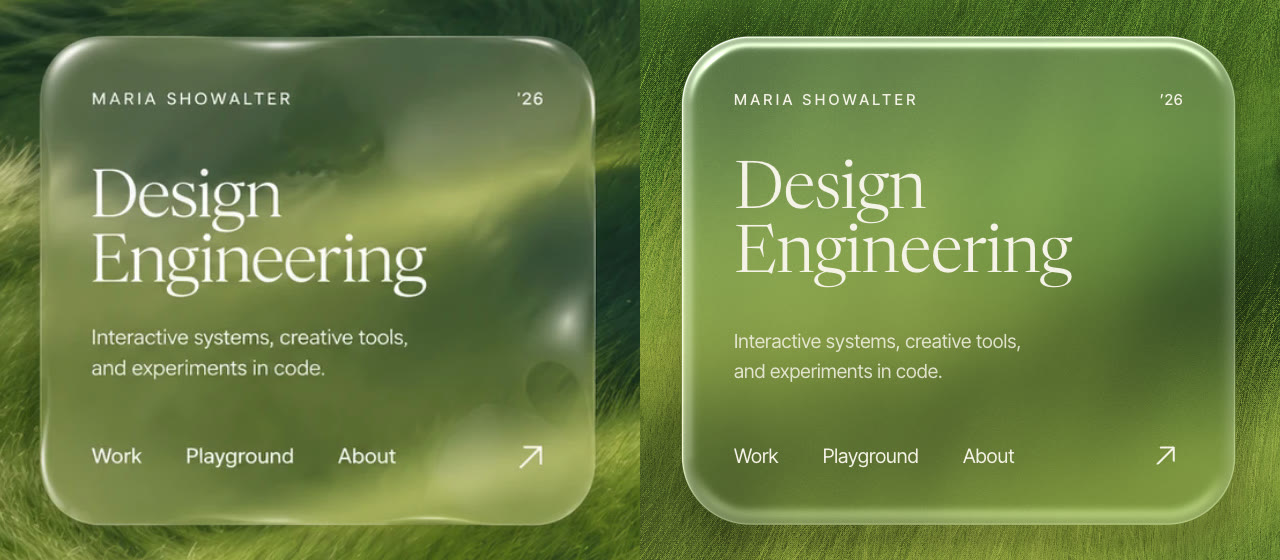 MARIA SHOWALTER
’26
Design
Engineering
Interactive systems, creative tools,
and experiments in code.
Work Playground About
MARIA SHOWALTER
’26
Design
Engineering
Interactive systems, creative tools,
and experiments in code.
Work Playground About